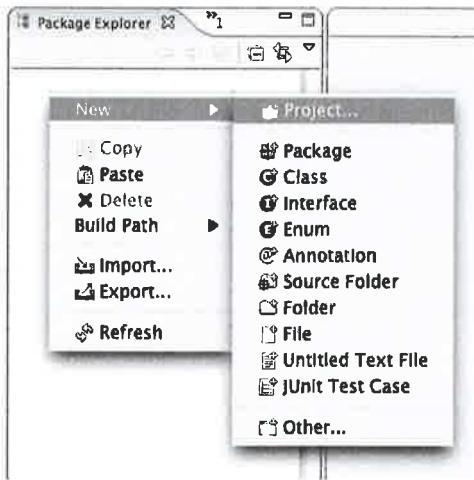 Package Explorer
»1
New
Copy
Paste
Delete
Build Path
Import...
Export...
Refresh
Project...
Package
Class
Interface
Enum
Annotation
Source Folder
Folder
File
Untitled Text File
JUnit Test Case
Other...